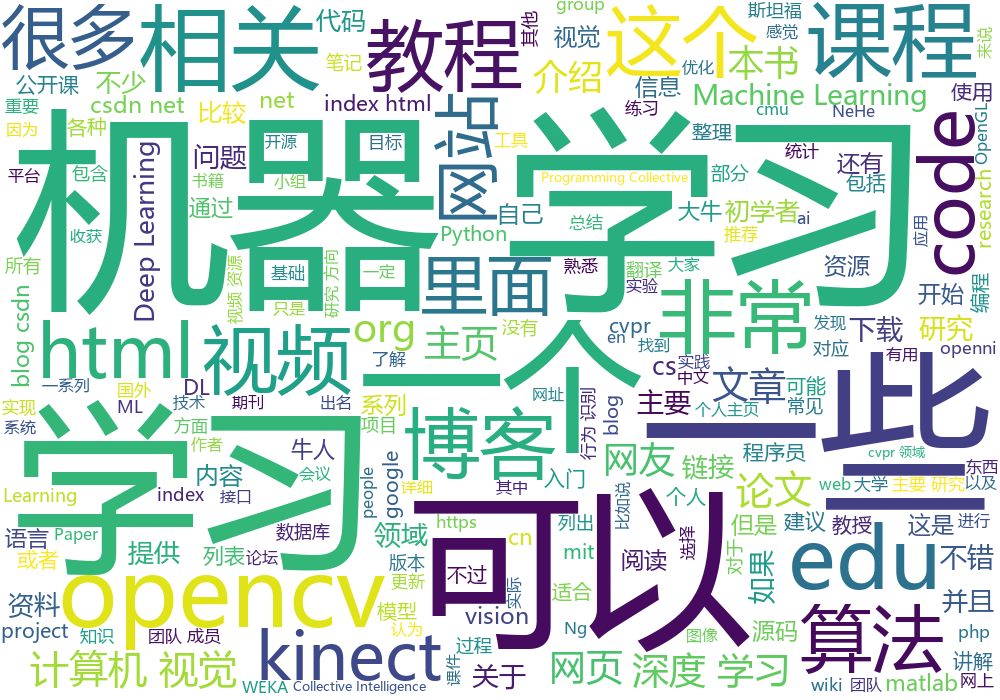 很多
相关
教程
代码
其他
group
视觉
斯坦福
感觉
来说
这个
课程
公开课
不少
笔记
介绍
信息
优化
本书
重要
csdn net
net
index html
网站
练习
Machine Learning
cmu
NeHe
使用
因为
各种
比较
开源
目标
工具
整理
统计
还有
OpenGL
code
平台
包含
Deep Learning
问题
书籍
小组
Programming Collective
部分
包括
research
机器 学习
通过
自己
总结
大牛
初学者
ai
收获
Python
推荐
应用
所有
视频 资源
基础
研究 方向
一定
里面
熟悉
翻译
大家
资源
编程
blog csdn
只是
实验
非常
开始
html
视频
org
主页
没有
一个
cvpr
en
找到
发现
下载
研究
对应
了解
cs
实践
中文
文章
有用
openni
一些
一系列
国外
DL
可能
实现
ML
技术
期刊
出名
系列
博客
网址
行为 识别
blog
主要
个人主页
常见
系统
学习
方面
作者
项目
牛人
会议
google
网友
链接
程序员
cvpr 领域
东西
内容
入门
Learning
index
接口
people
详细
其中
可以
比如说
论文
个人
web
大学
主要 研究
以及
语言
Paper
数据库
领域
https
cn
列出
选择
但是
建议
教授
这是
进行
或者
提供
列表
论坛
版本
不过
实际
mit
阅读
对于
如果
edu
不错
opencv
更新
适合
资料
模型
vision
并且
project
知识
团队 成员
认为
Ng
图像
源码
算法
php
计算机 视觉
kinect
过程
课件
关于
网页
深度 学习
讲解
WEKA
Collective Intelligence
wiki
团队
matlab
网上